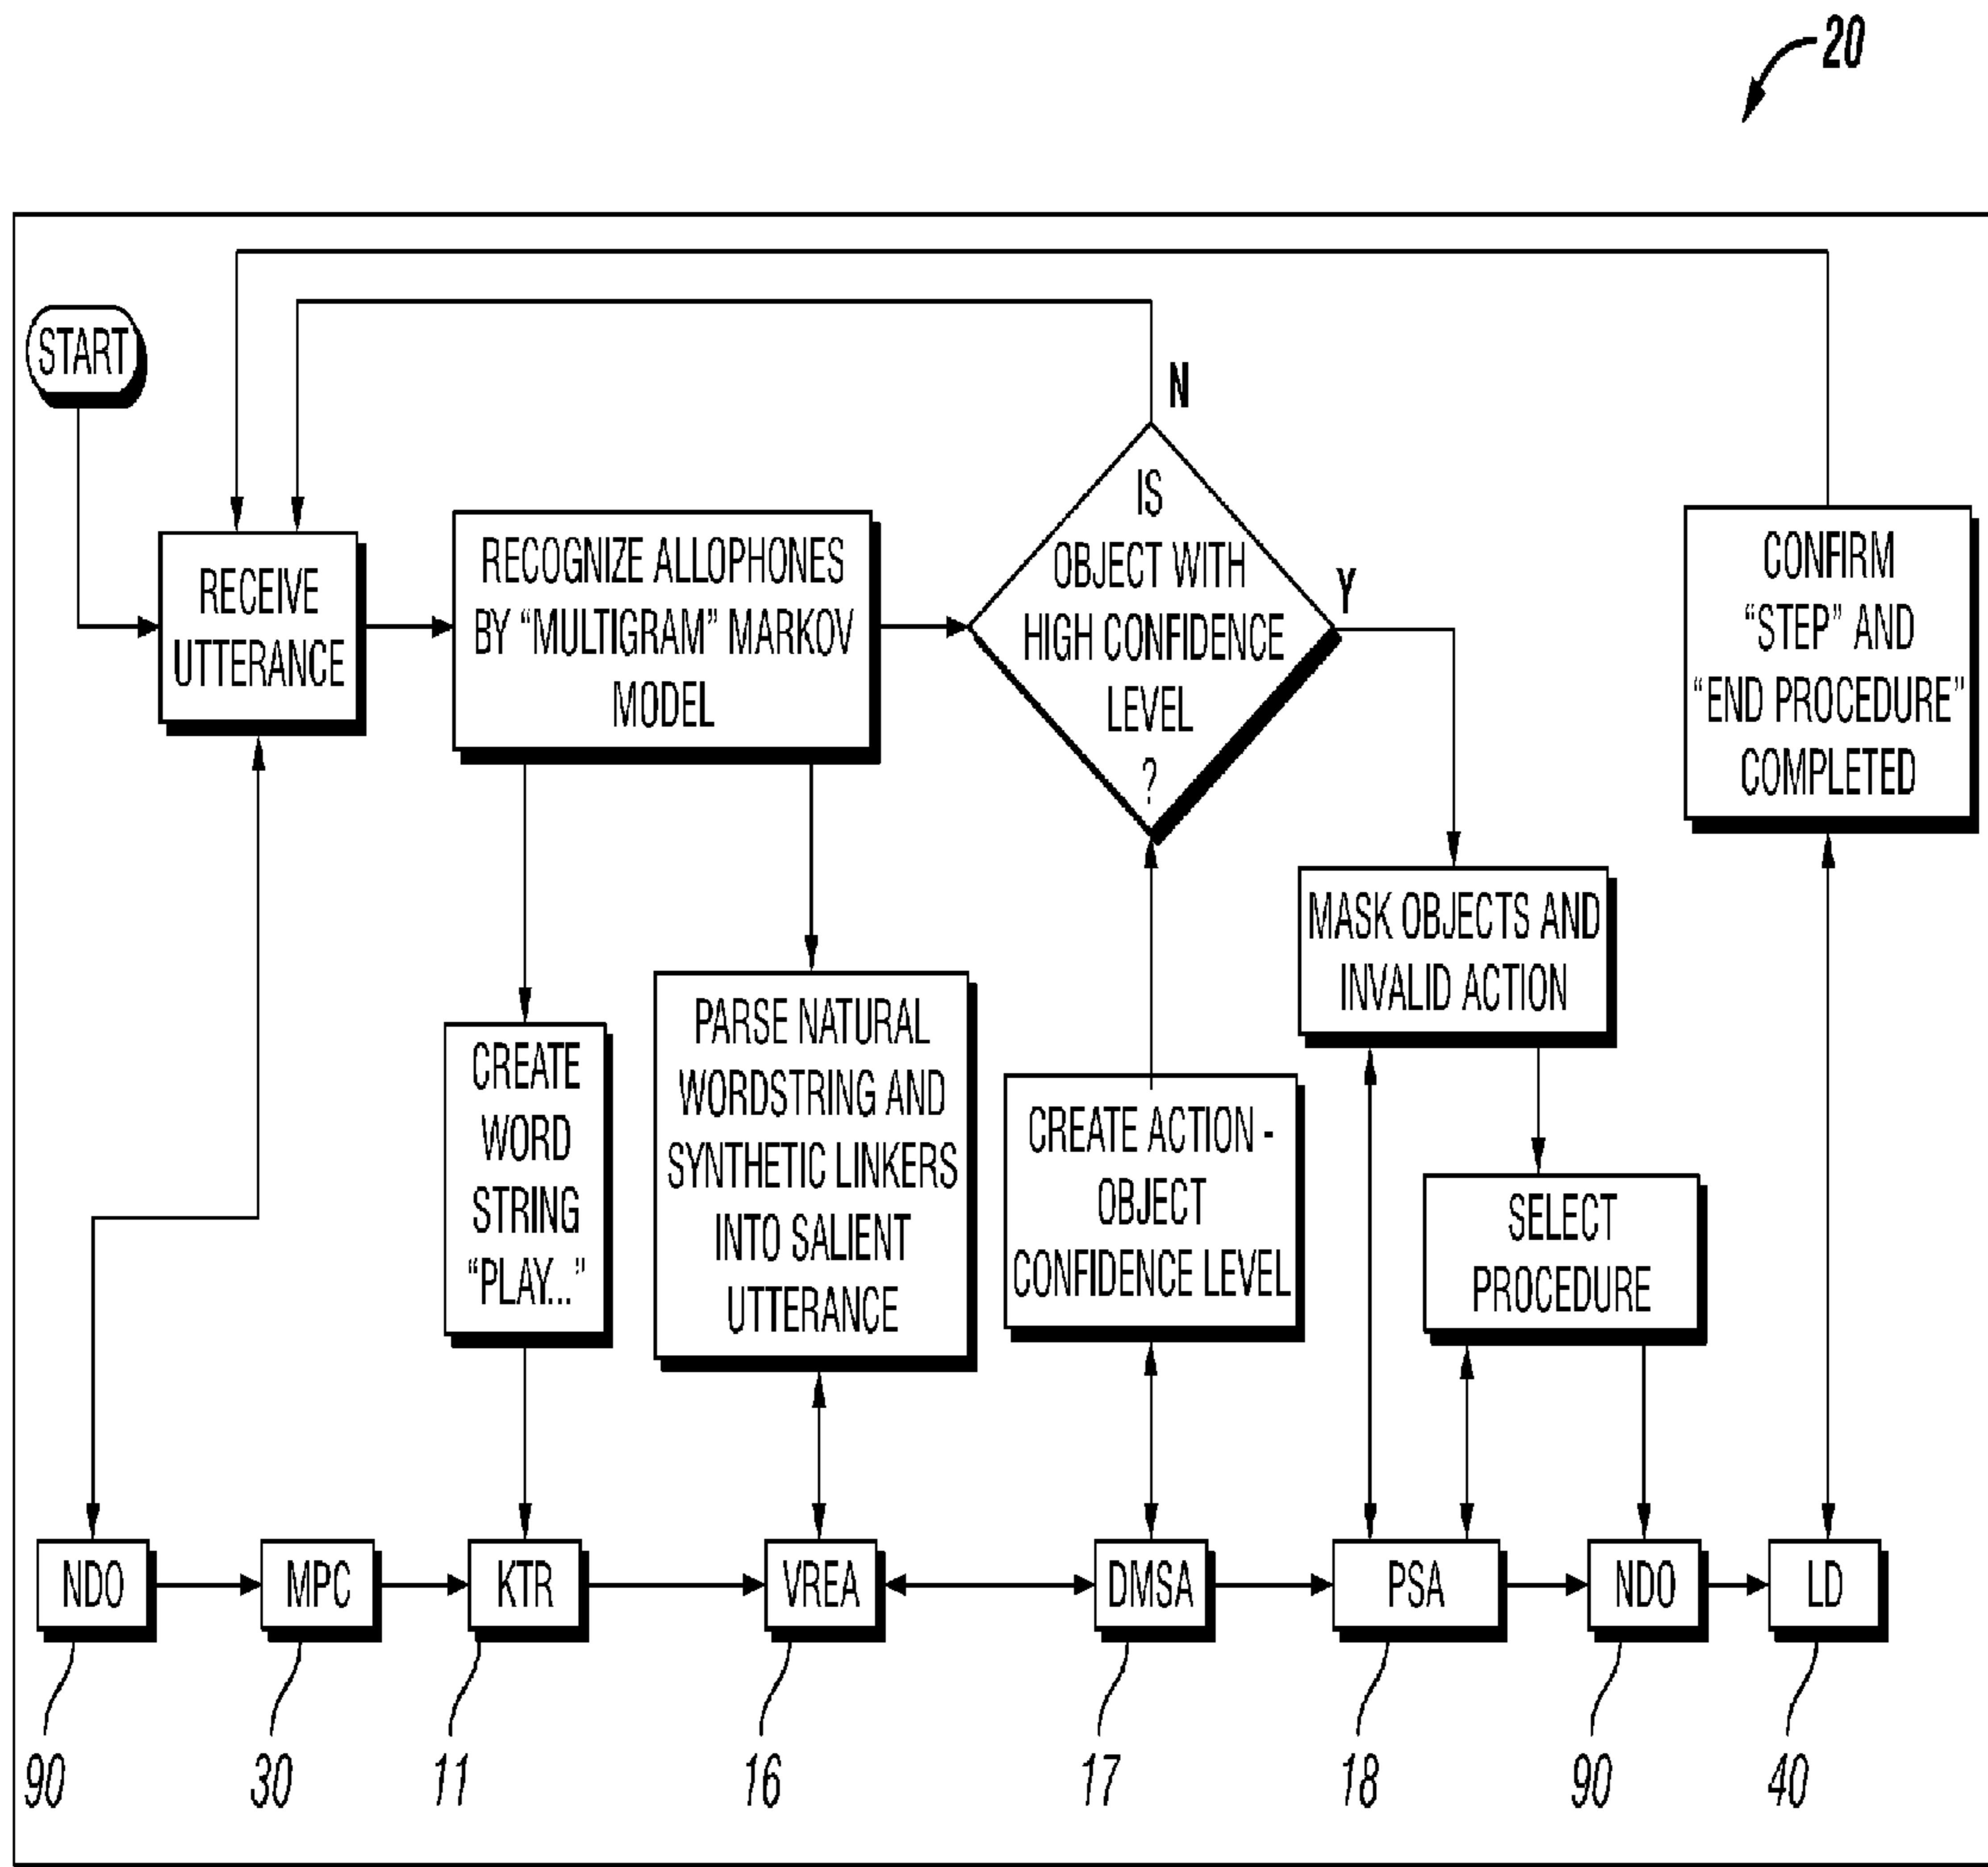 20
START
RECEIVE
UTTERANCE
RECOGNIZE ALLOPHONES
BY “MULTIGRAM” MARKOV
MODEL
N
IS
OBJECT WITH
HIGH CONFIDENCE
LEVEL
?
Y
CONFIRM
“STEP” AND
“END PROCEDURE”
COMPLETED
MASK OBJECTS AND
INVALID ACTION
CREATE
WORD
STRING
“PLAY...”
PARSE NATURAL
WORDSTRING AND
SYNTHETIC LINKERS
INTO SALIENT
UTTERANCE
CREATE ACTION -
OBJECT
CONFIDENCE LEVEL
SELECT
PROCEDURE
NDO
MPC
KTR
VREA
DMSA
PSA
NDO
LD
90
30
11
16
17
18
90
40